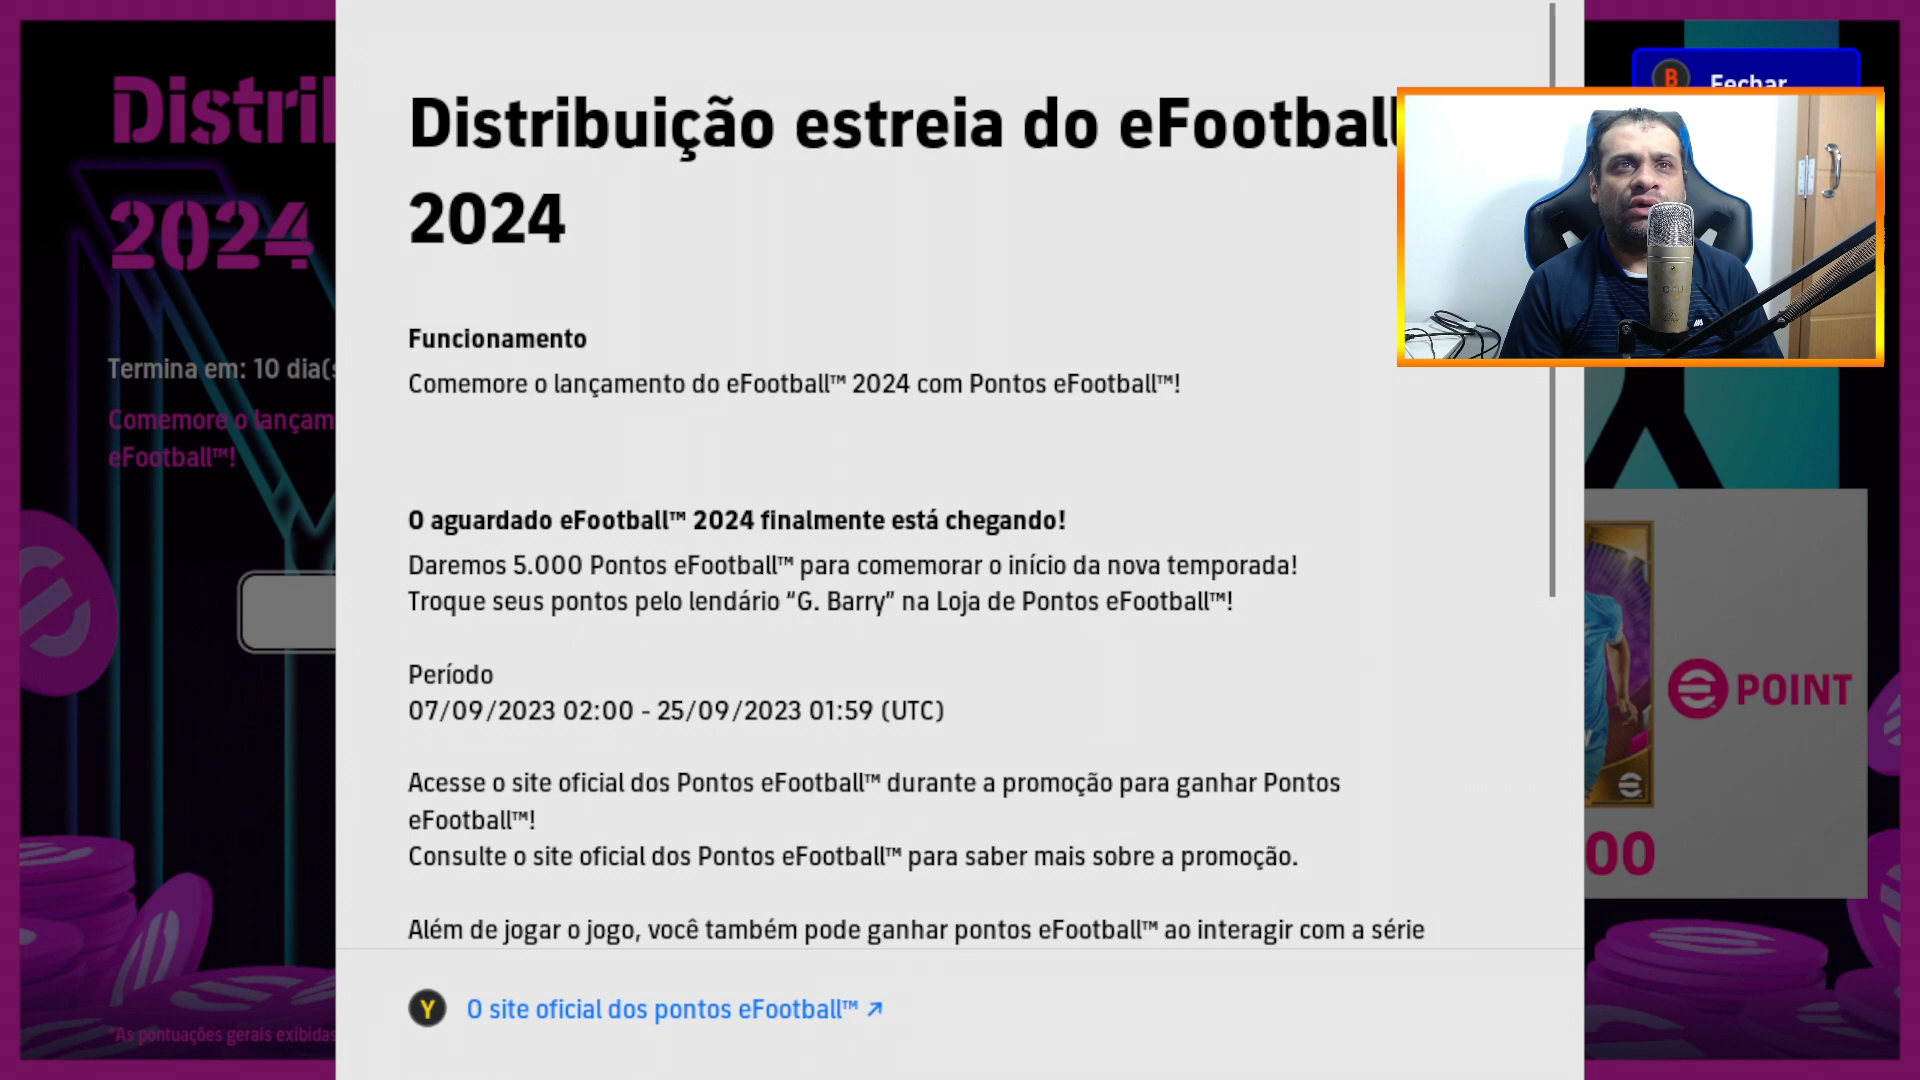 Distribuição estreia do eFootball
2024
Funcionamento
Comemore o lançamento do eFootball™ 2024 com Pontos eFootball™!
O aguardado eFootball™ 2024 finalmente está chegando!
Daremos 5.000 Pontos eFootball™ para comemorar o início da nova temporada!
Troque seus pontos pelo lendário “G. Barry” na Loja de Pontos eFootball™!
Período
07/09/2023 02:00 - 25/09/2023 01:59 (UTC)
Acesse o site oficial dos Pontos eFootball™ durante a promoção para ganhar Pontos
eFootball™!
Consulte o site oficial dos Pontos eFootball™ para saber mais sobre a promoção.
Além de jogar o jogo, você também pode ganhar pontos eFootball™ ao interagir com a série
Y O site oficial dos pontos eFootball™ ↗
Distrib
2024
Termina em: 10 dia(s
Comemore o lançam
eFootball™!
*As pontuações gerais exibidas
B Fechar
POINT
00